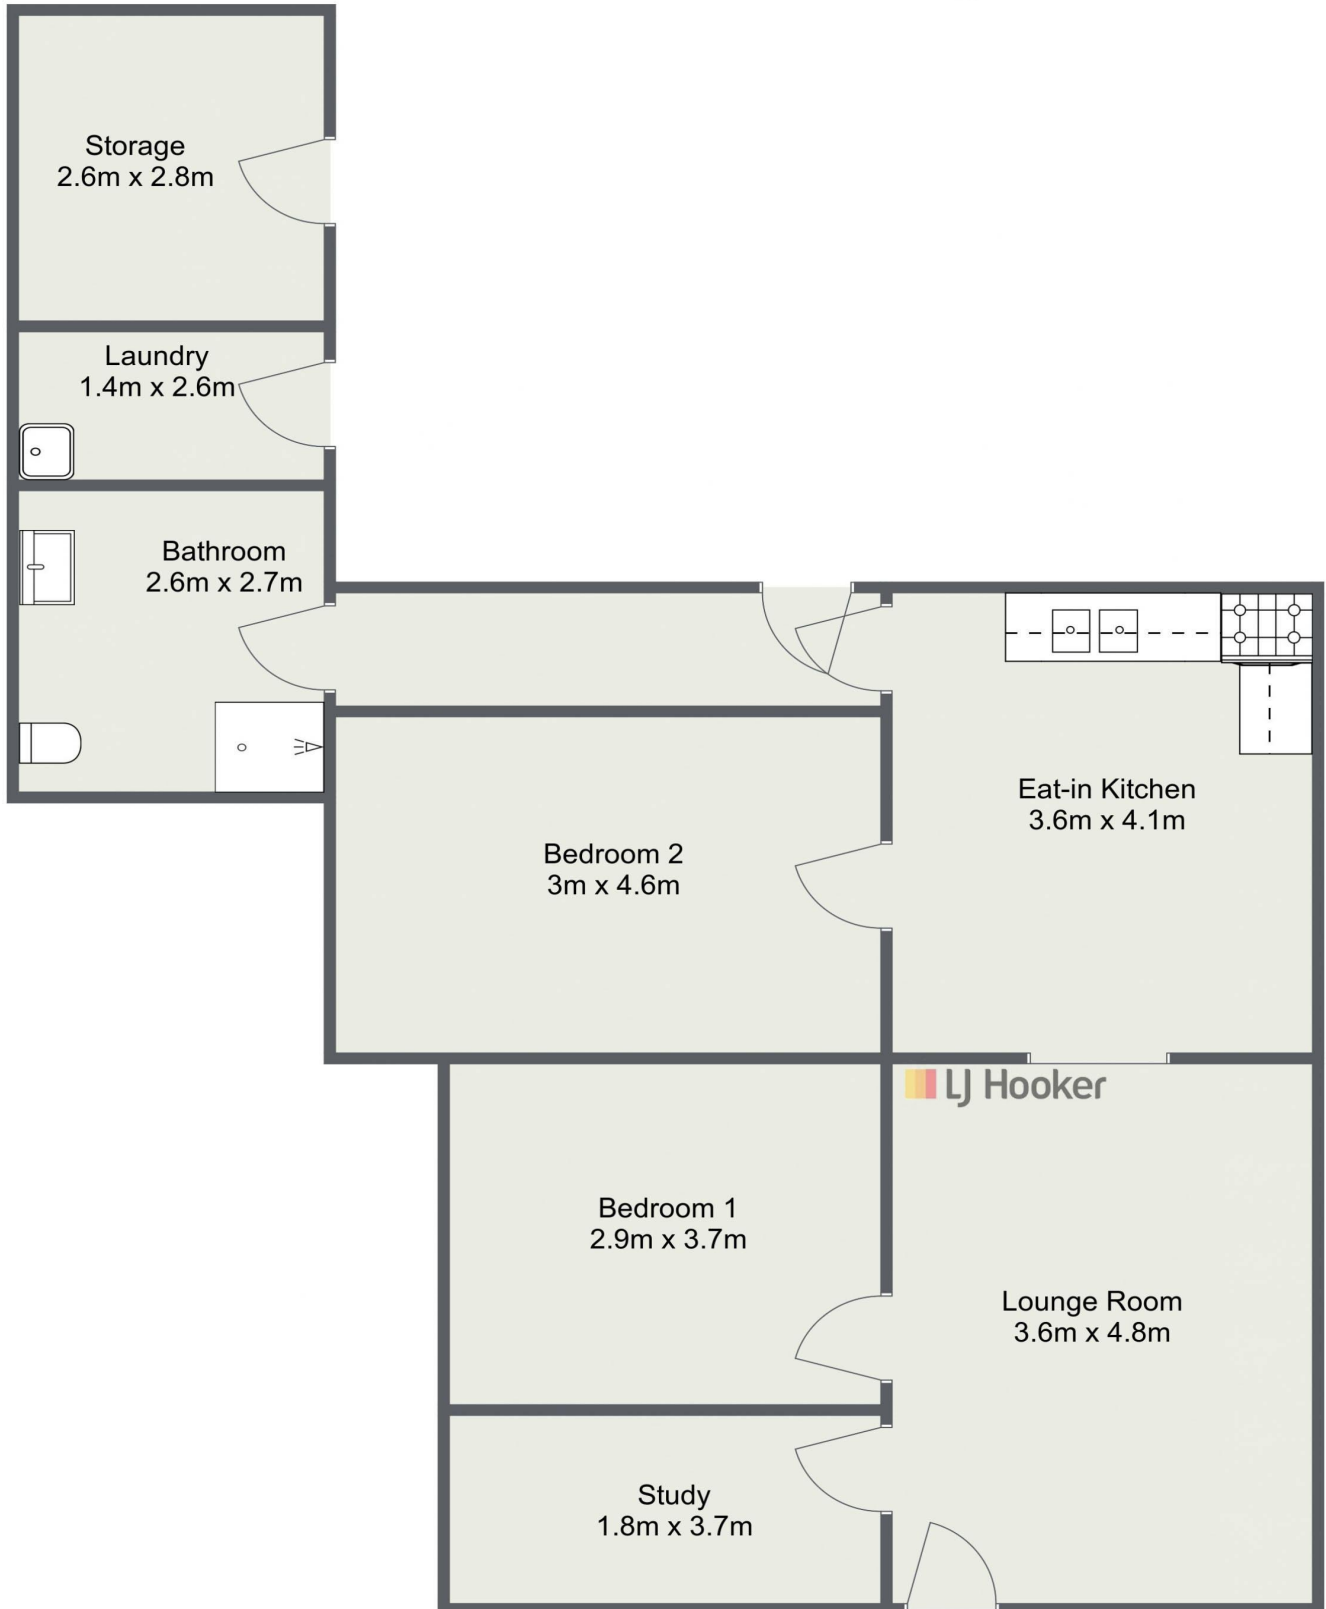 Storage
2.6m x 2.8m
Laundry
1.4m x 2.6m
Bathroom
2.6m x 2.7m
Eat-in Kitchen
3.6m x 4.1m
Bedroom 2
3m x 4.6m
LJ Hooker
Bedroom 1
2.9m x 3.7m
Lounge Room
3.6m x 4.8m
Study
1.8m x 3.7m